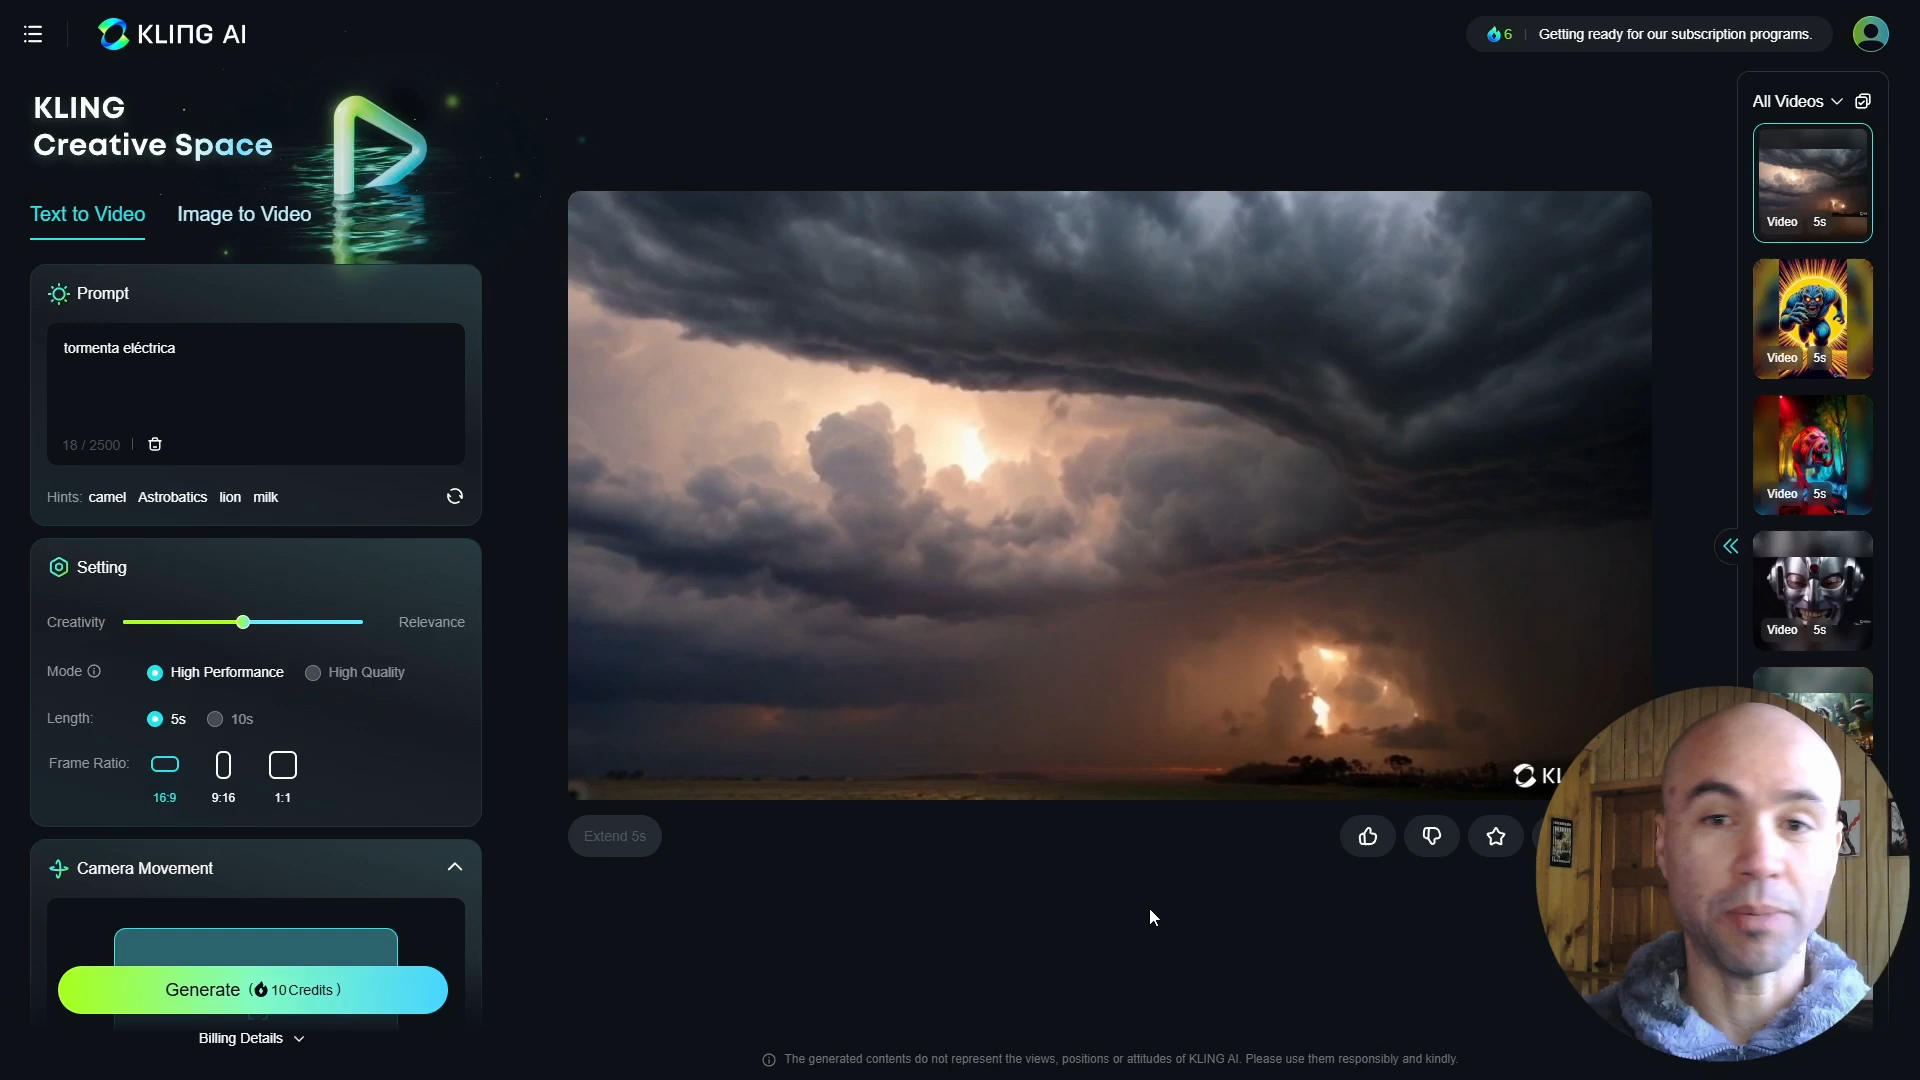 KLING AI
6
Getting ready for our subscription programs.
KLING
Creative Space
Text to Video
Image to Video
Prompt
tormenta eléctrica
18 / 2500
Hints: camel Astrobatics lion milk
Setting
Creativity
Relevance
Mode
High Performance
High Quality
Length:
5s
10s
Frame Ratio:
16:9
9:16
1:1
Camera Movement
Generate ( 10 Credits )
Billing Details
Extend 5s
All Videos
Video 5s
Video 5s
Video 5s
Video 5s
The generated contents do not represent the views, positions or attitudes of KLING AI. Please use them responsibly and kindly.